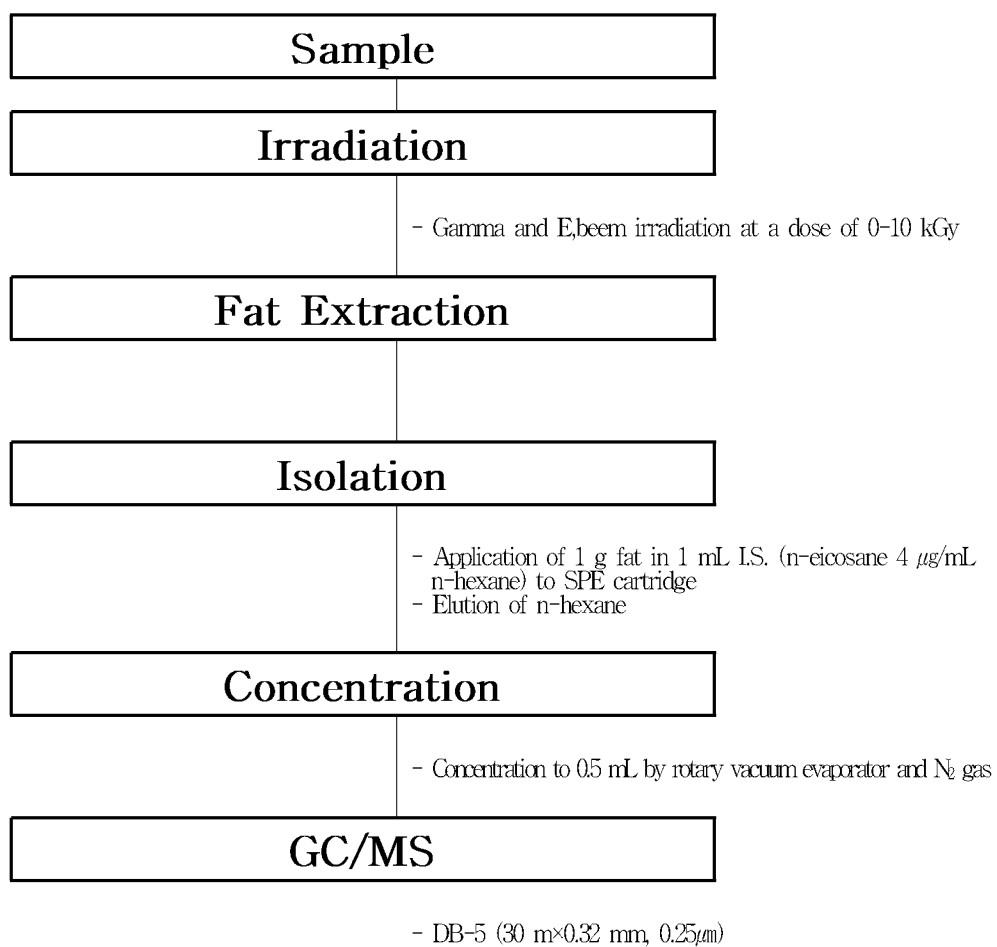 Sample
Irradiation
- Gamma and E,beem irradiation at a dose of 0-10 kGy
Fat Extraction
Isolation
- Application of 1 g fat in 1 mL I.S. (n-eicosane 4 μg/mL
n-hexane) to SPE cartridge
- Elution of n-hexane
Concentration
- Concentration to 0.5 mL by rotary vacuum evaporator and N₂ gas
GC/MS
- DB-5 (30 m×0.32 mm, 0.25μm)